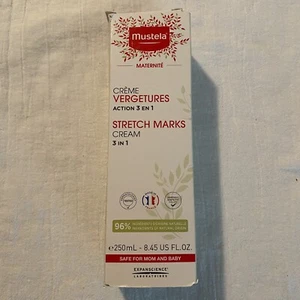 Mustela
MATERNITÉ
CRÈME
VERGETURES
ACTION 3 EN 1
STRETCH MARKS
CREAM
3 IN 1
96%
e250mL - 8.45 US FL.OZ.
SAFE FOR MOM AND BABY
EXPANSCIENCE
LABORATOIRES